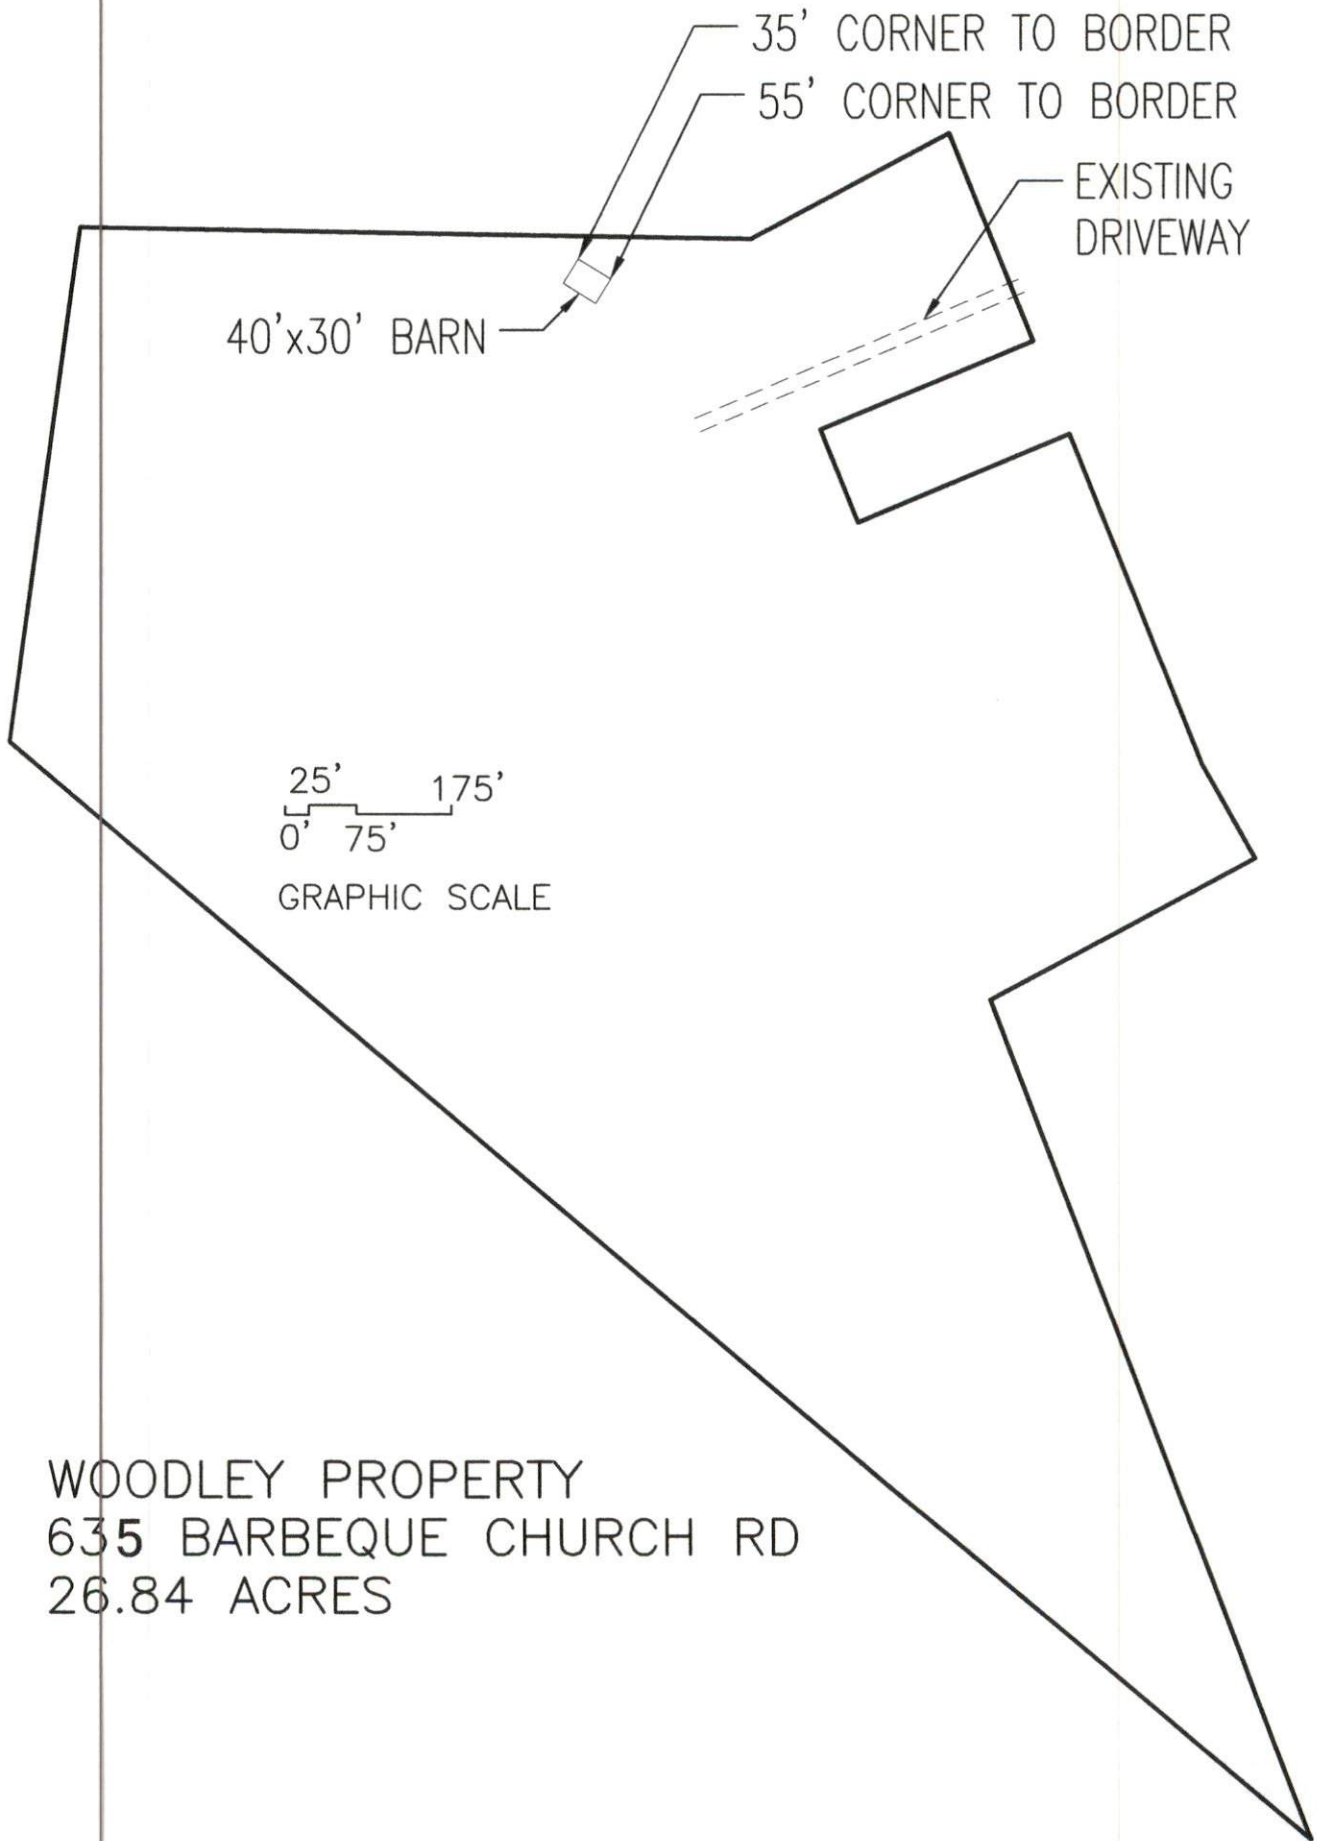 35' CORNER TO BORDER
55' CORNER TO BORDER
EXISTING
DRIVEWAY
40'x30' BARN
25' 175'
0' 75'
GRAPHIC SCALE
WOODLEY PROPERTY
635 BARBEQUE CHURCH RD
26.84 ACRES